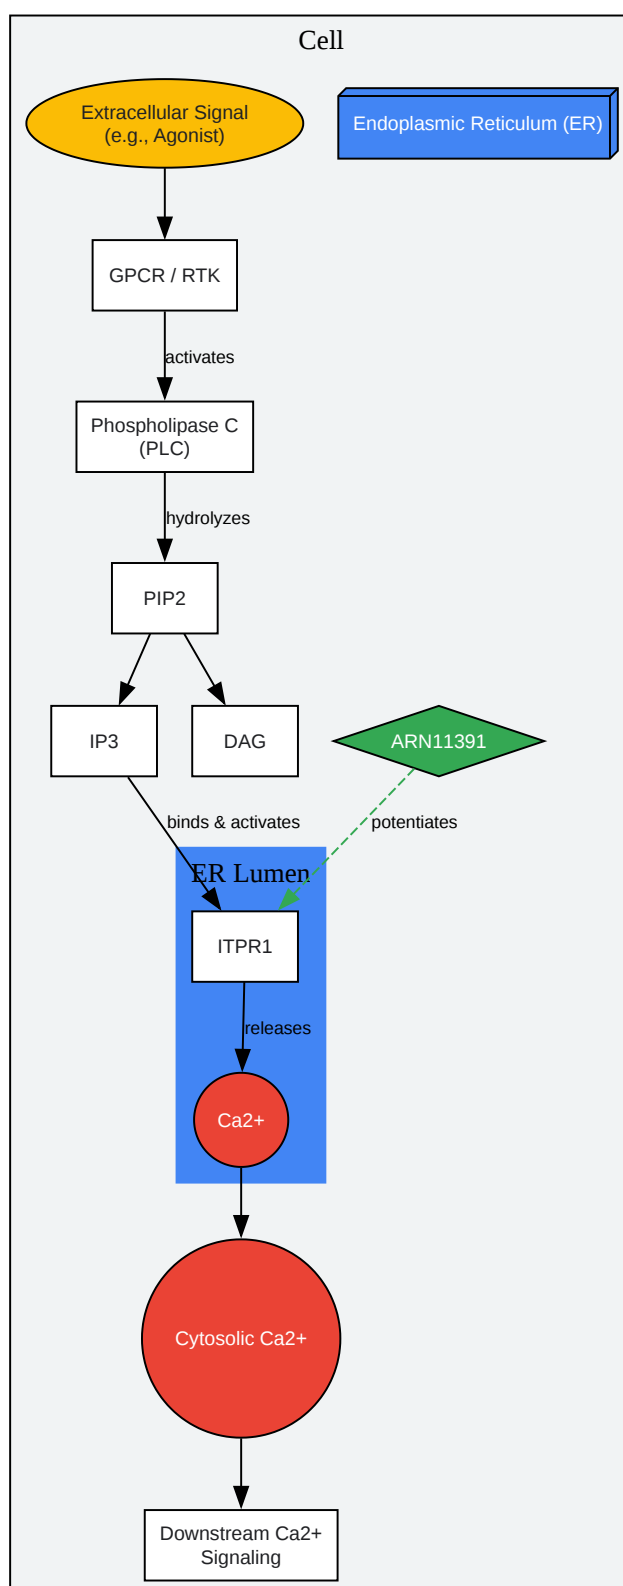 Cell
Extracellular Signal
(e.g., Agonist)
Endoplasmic Reticulum (ER)
GPCR / RTK
activates
Phospholipase C
(PLC)
hydrolyzes
PIP2
IP3
DAG
ARN11391
binds & activates
potentiates
ER Lumen
ITPR1
releases
Ca2+
Cytosolic Ca2+
Downstream Ca2+
Signaling